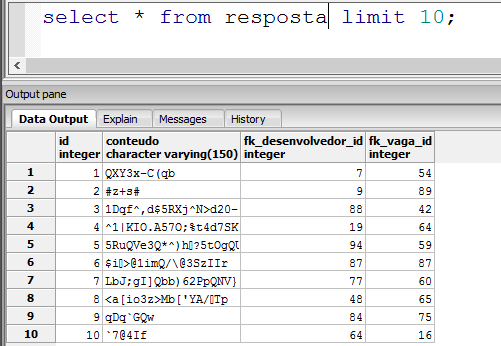 select * from resposta limit 10;
Output pane
Data Output Explain Messages History
id integer conteudo character varying(150) fk_desenvolvedor_id integer fk_vaga_id integer
1 1 QXY3x-C(qb 7 54
2 2 #z+s# 9 89
3 3 1Dqf^,d$5RXj^N>d20- 88 42
4 4 ^1|KIO.A57O;%t4d7SK 19 64
5 5 5RuQVe3Q*^)h▯?5tOgQU 94 59
6 6 $i▯>@1imQ/\@3SzIIr 87 87
7 7 LbJ;gI]Qbb)62PpQNV} 77 60
8 8 <a[io3z>Mb['YA/▯Tp 48 65
9 9 qDq`GQw 84 75
10 10 `7@4If 64 16